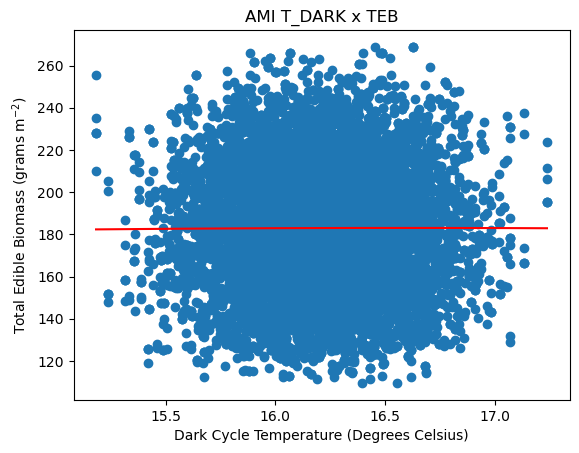 AMI T_DARK x TEB
Total Edible Biomass (grams m⁻²)
260
240
220
200
180
160
140
120
15.5 16.0 16.5 17.0
Dark Cycle Temperature (Degrees Celsius)